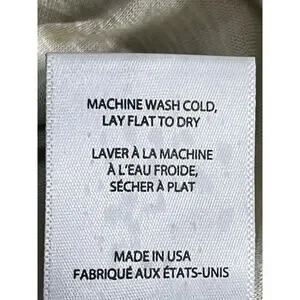 MACHINE WASH COLD,
LAY FLAT TO DRY
LAVER À LA MACHINE
À L'EAU FROIDE,
SÉCHER À PLAT
MADE IN USA
FABRIQUÉ AUX ÉTATS-UNIS